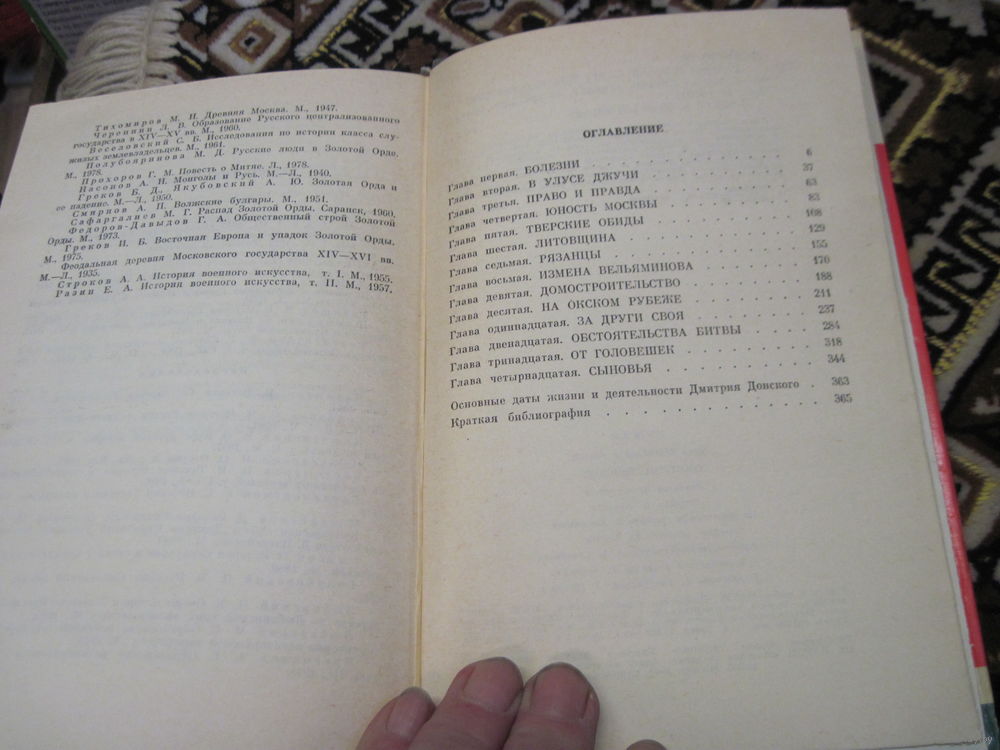 Тихомиров М. Н. Древняя Москва. М., 1947.
Черепнин Л. В. Образование Русского централизованного
государства в XIV—XV вв. М., 1960.
Веселовский С. Б. Исследования по истории класса слу-
жилых землевладельцев. М., 1961.
Полубояринова М. Д. Русские люди в Золотой Орде.
М., 1978.
Прохоров Г. М. Повесть о Митяе. Л., 1978.
Насонов А. Н. Монголы и Русь. М.—Л., 1940.
Греков Б. Д., Якубовский А. Ю. Золотая Орда и
ее падение. М.—Л., 1950.
Смирнов А. П. Волжские булгары. М., 1951.
Сафаргалиев М. Г. Распад Золотой Орды. Саранск, 1960.
Федоров-Давыдов Г. А. Общественный строй Золотой
Орды. М., 1973.
Греков И. Б. Восточная Европа и упадок Золотой Орды.
М., 1975.
Феодальная деревня Московского государства XIV—XVI вв.
М.—Л., 1935.
Строков А. А. История военного искусства, т. I. М., 1955.
Разин Е. А. История военного искусства, т. II. М., 1957.
ОГЛАВЛЕНИЕ
Глава первая. БОЛЕЗНИ . . . . . . . . . . . 6
Глава вторая. В УЛУСЕ ДЖУЧИ . . . . . . . . . 37
Глава третья. ПРАВО И ПРАВДА . . . . . . . . . 63
Глава четвертая. ЮНОСТЬ МОСКВЫ . . . . . . . . 83
Глава пятая. ТВЕРСКИЕ ОБИДЫ . . . . . . . . . 108
Глава шестая. ЛИТОВЩИНА . . . . . . . . . . 129
Глава седьмая. РЯЗАНЦЫ . . . . . . . . . . . 155
Глава восьмая. ИЗМЕНА ВЕЛЬЯМИНОВА . . . . . . 170
Глава девятая. ДОМОСТРОИТЕЛЬСТВО . . . . . . . 188
Глава десятая. НА ОКСКОМ РУБЕЖЕ . . . . . . . 211
Глава одиннадцатая. ЗА ДРУГИ СВОЯ . . . . . . . 237
Глава двенадцатая. ОБСТОЯТЕЛЬСТВА БИТВЫ . . . . 284
Глава тринадцатая. ОТ ГОЛОВЕШЕК . . . . . . . . 318
Глава четырнадцатая. СЫНОВЬЯ . . . . . . . . . 344
Основные даты жизни и деятельности Дмитрия Донского . 363
Краткая библиография . . . . . . . . . . . . 365